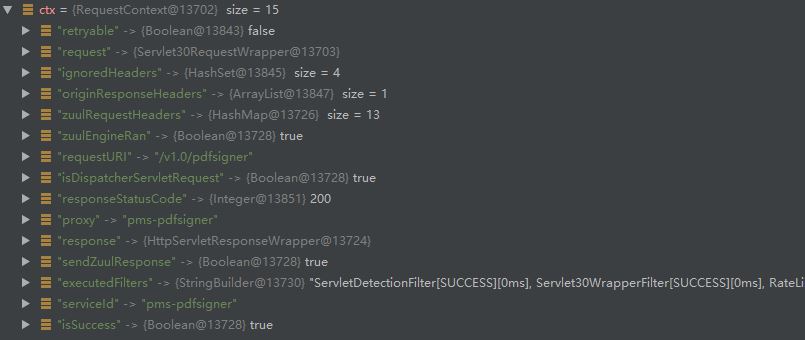 ctx = {RequestContext@13702} size = 15
"retryable" -> {Boolean@13843} false
"request" -> {Servlet30RequestWrapper@13703}
"ignoredHeaders" -> {HashSet@13845} size = 4
"originResponseHeaders" -> {ArrayList@13847} size = 1
"zuulRequestHeaders" -> {HashMap@13726} size = 13
"zuulEngineRan" -> {Boolean@13728} true
"requestURI" -> "/v1.0/pdfsigner"
"isDispatcherServletRequest" -> {Boolean@13728} true
"responseStatusCode" -> {Integer@13851} 200
"proxy" -> "pms-pdfsigner"
"response" -> {HttpServletResponseWrapper@13724}
"sendZuulResponse" -> {Boolean@13728} true
"executedFilters" -> {StringBuilder@13730} "ServletDetectionFilter[SUCCESS][0ms], Servlet30WrapperFilter[SUCCESS][0ms], RateLi
"serviceId" -> "pms-pdfsigner"
"isSuccess" -> {Boolean@13728} true